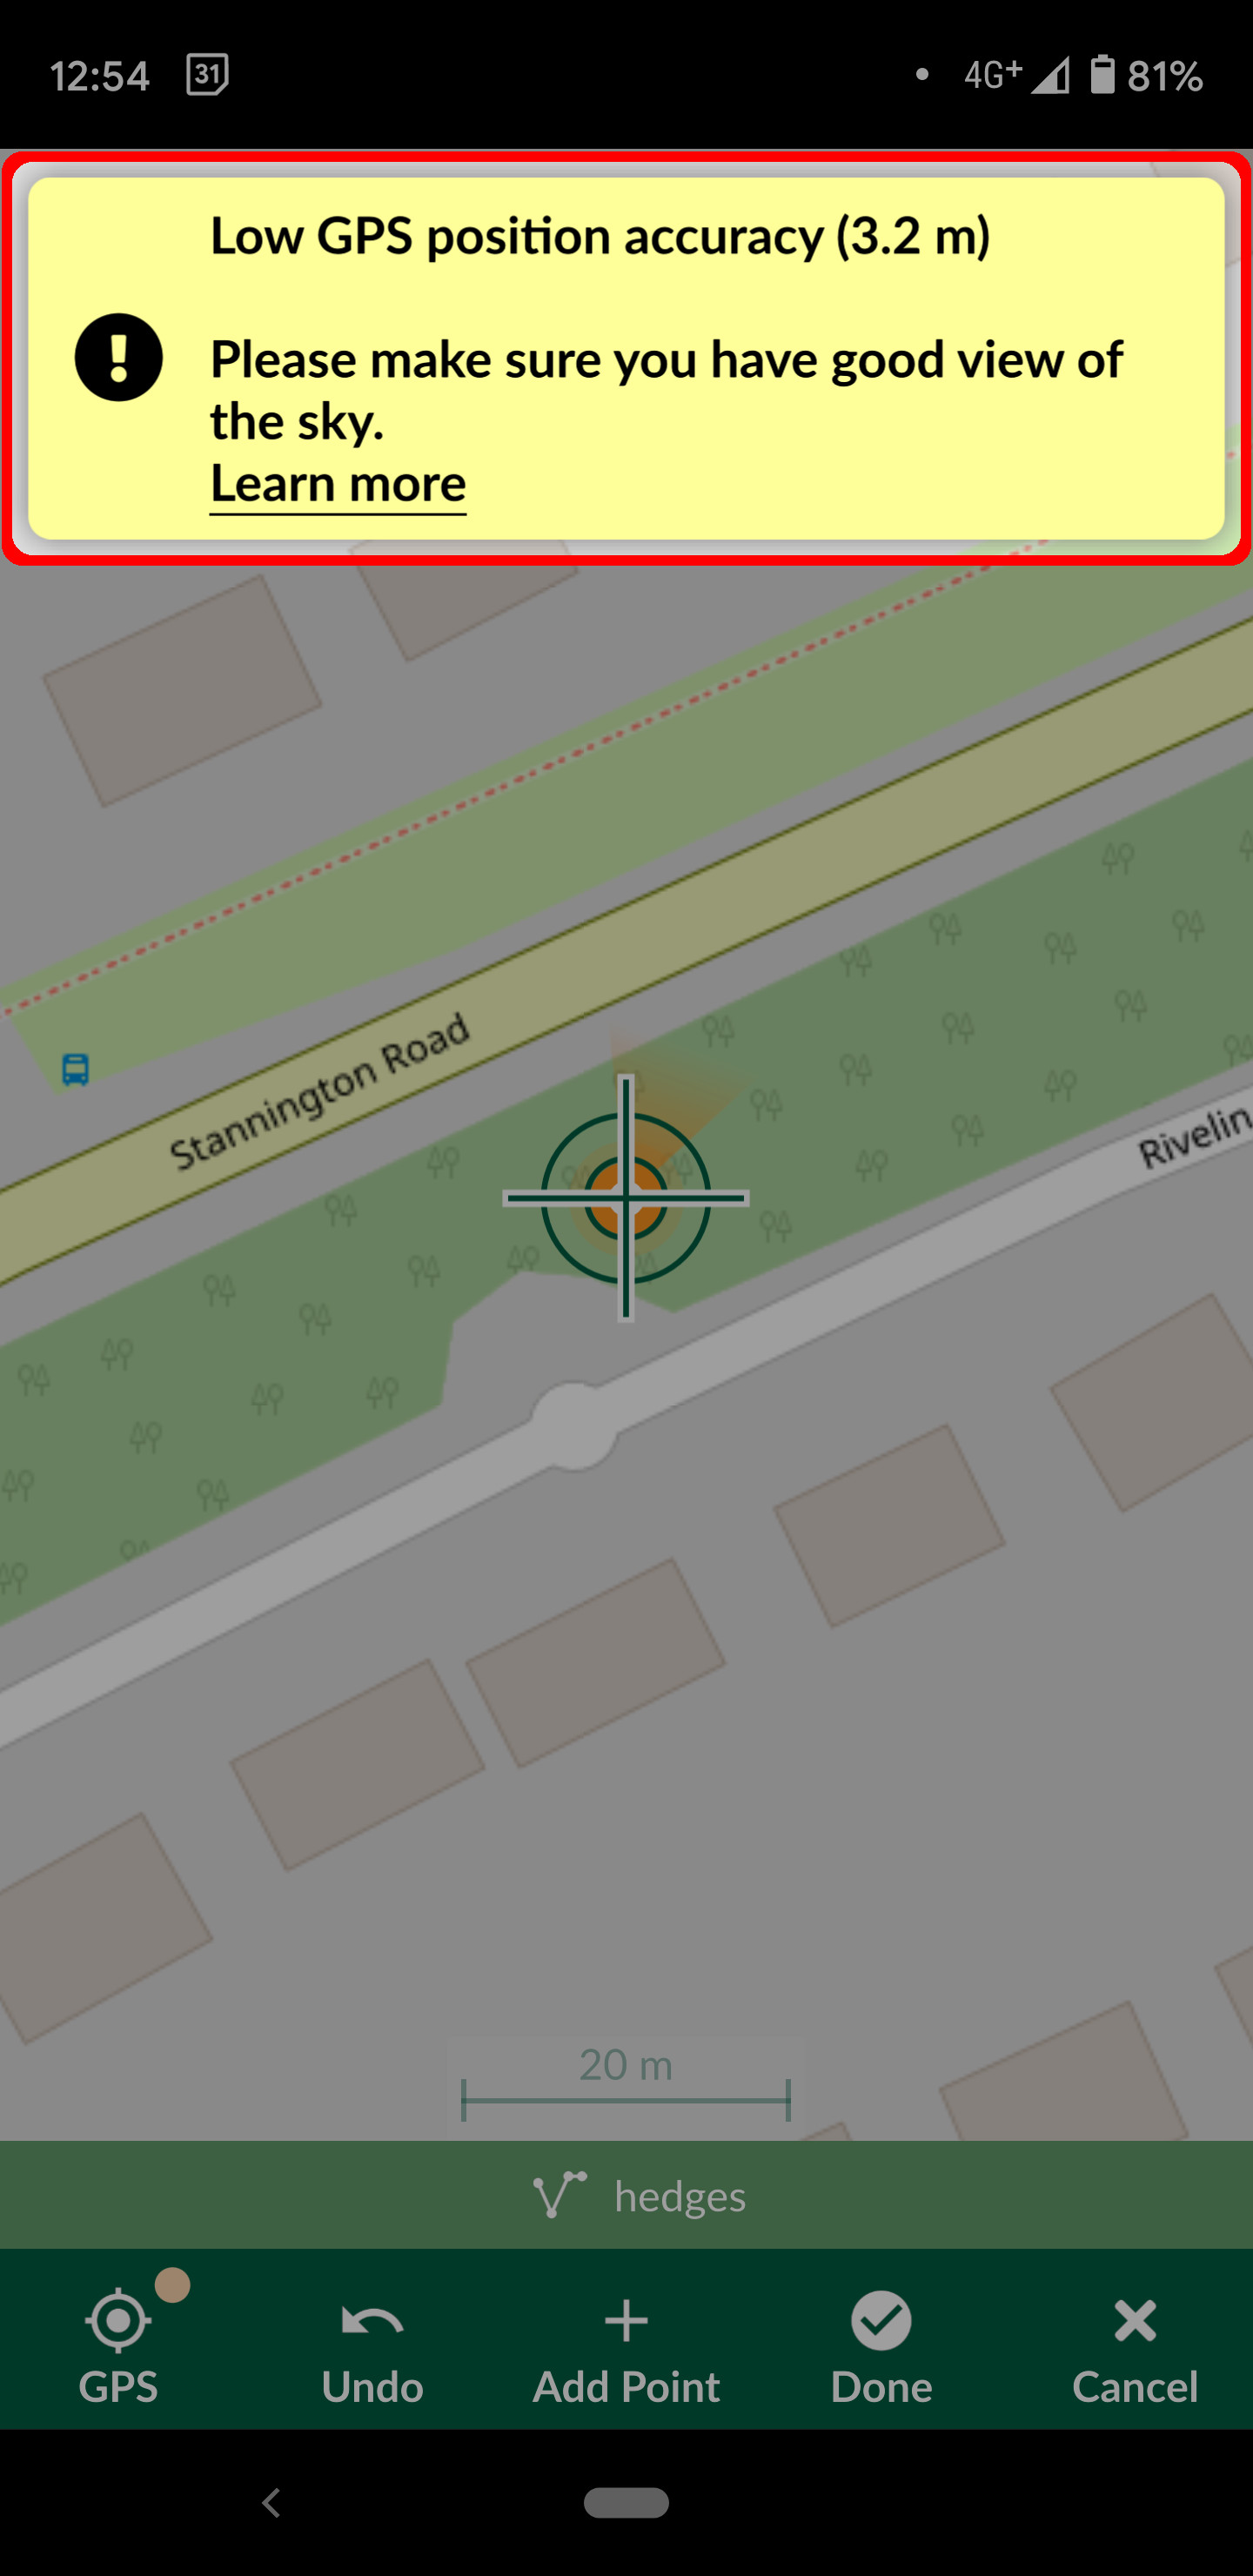 12:54 31 4G+ 81%
Low GPS position accuracy (3.2 m)
Please make sure you have good view of
the sky.
Learn more
Stannington Road
Rivelin
20 m
hedges
GPS Undo Add Point Done Cancel